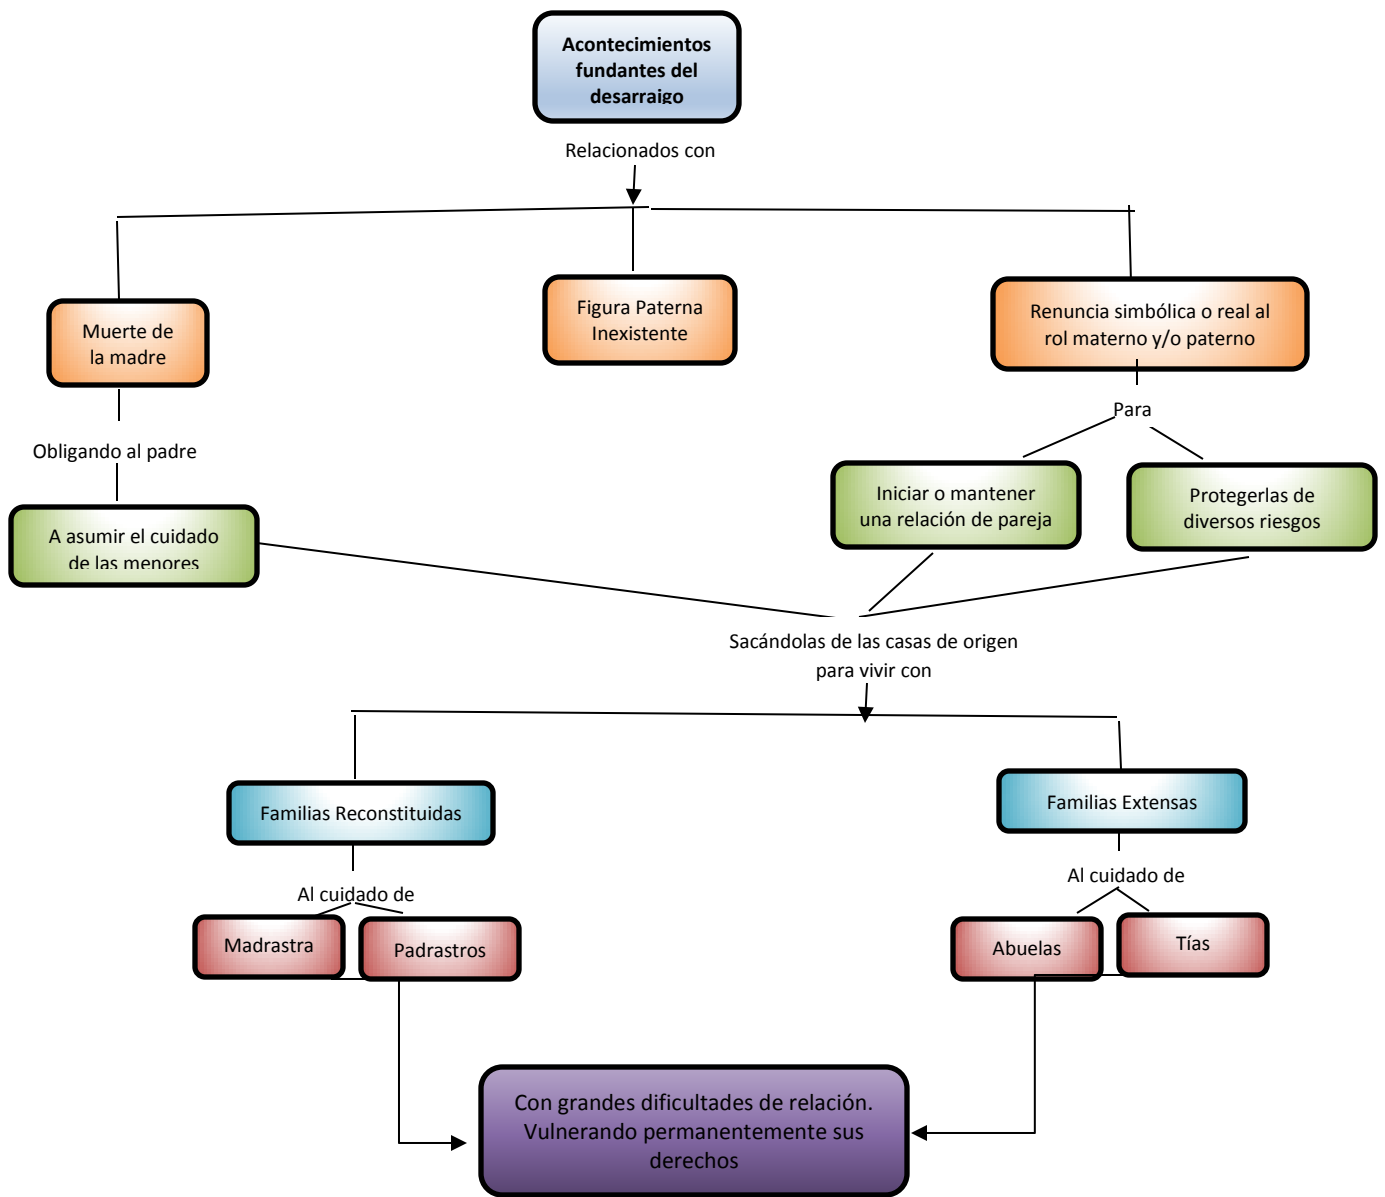 Acontecimientos
fundantes del
desarraigo
Relacionados con
Muerte de
la madre
Figura Paterna
Inexistente
Renuncia simbólica o real al
rol materno y/o paterno
Obligando al padre
Para
A asumir el cuidado
de las menores
Iniciar o mantener
una relación de pareja
Protegerlas de
diversos riesgos
Sacándolas de las casas de origen
para vivir con
Familias Reconstituidas
Familias Extensas
Al cuidado de
Al cuidado de
Madrastra
Padrastros
Abuelas
Tías
Con grandes dificultades de relación.
Vulnerando permanentemente sus
derechos